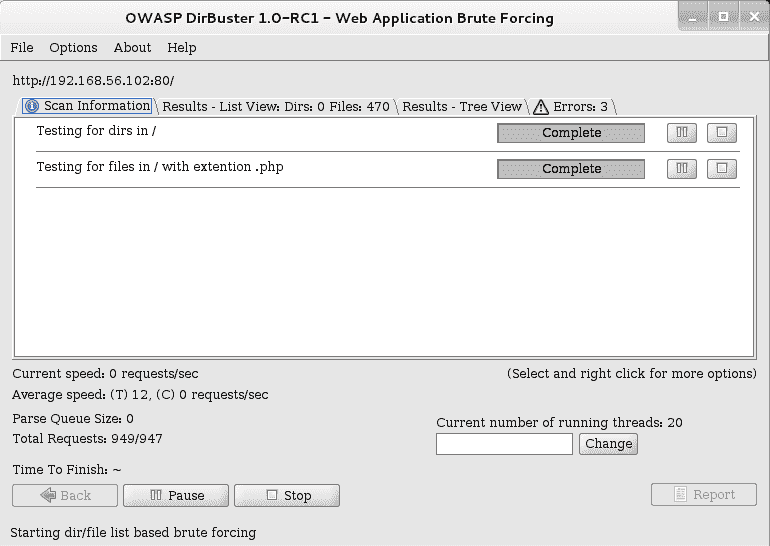 OWASP DirBuster 1.0-RC1 - Web Application Brute Forcing
File Options About Help
http://192.168.56.102:80/
Scan Information Results - List View: Dirs: 0 Files: 470 Results - Tree View Errors: 3
Testing for dirs in / Complete
Testing for files in / with extention .php Complete
Current speed: 0 requests/sec (Select and right click for more options)
Average speed: (T) 12, (C) 0 requests/sec
Parse Queue Size: 0 Current number of running threads: 20
Total Requests: 949/947 Change
Time To Finish: ~
Back Pause Stop Report
Starting dir/file list based brute forcing